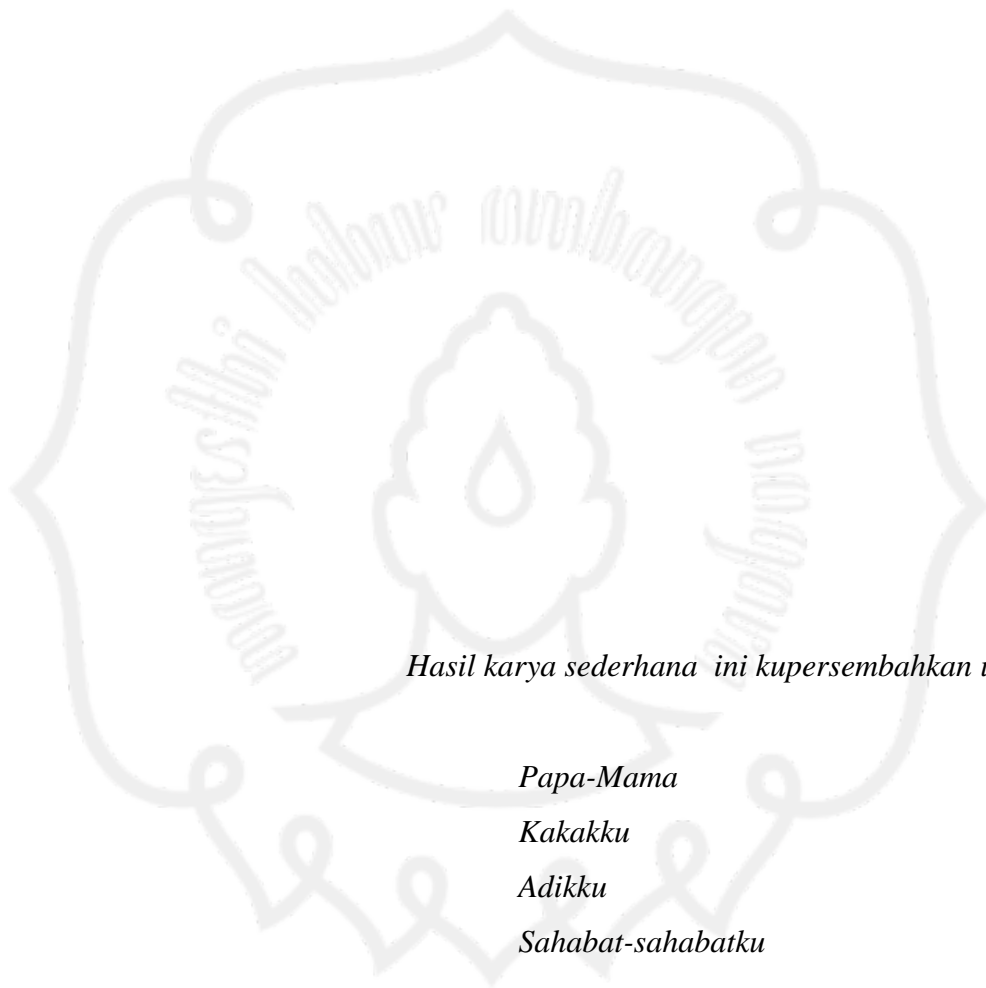 Hasil karya sederhana ini kupersembahkan
Papa-Mama
Kakakku
Adikku
Sahabat-sahabatku